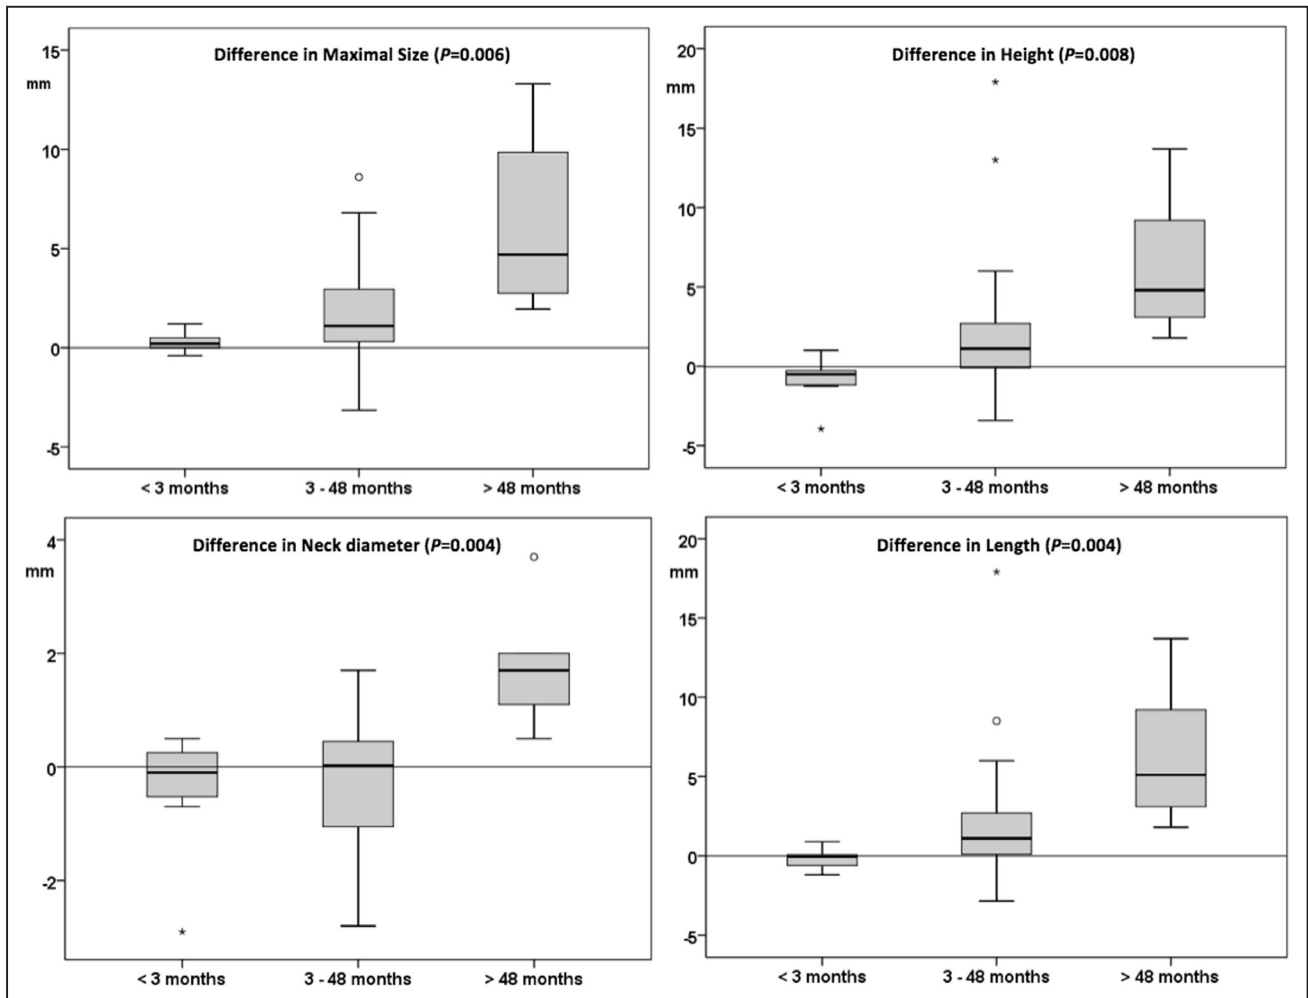 Difference in Maximal Size (P=0.006)
mm
15
10
5
0
-5
< 3 months
3 - 48 months
> 48 months
Difference in Height (P=0.008)
mm
20
15
10
5
0
-5
< 3 months
3 - 48 months
> 48 months
Difference in Neck diameter (P=0.004)
mm
4
2
0
-2
< 3 months
3 - 48 months
> 48 months
Difference in Length (P=0.004)
mm
20
15
10
5
0
-5
< 3 months
3 - 48 months
> 48 months